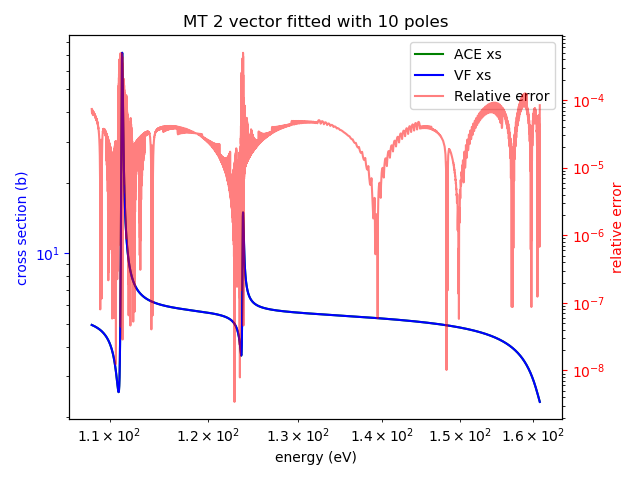 MT 2 vector fitted with 10 poles
ACE xs
VF xs
Relative error
cross section (b)
10¹
relative error
10⁻⁴
10⁻⁵
10⁻⁶
10⁻⁷
10⁻⁸
1.1 × 10² 1.2 × 10² 1.3 × 10² 1.4 × 10² 1.5 × 10² 1.6 × 10²
energy (eV)